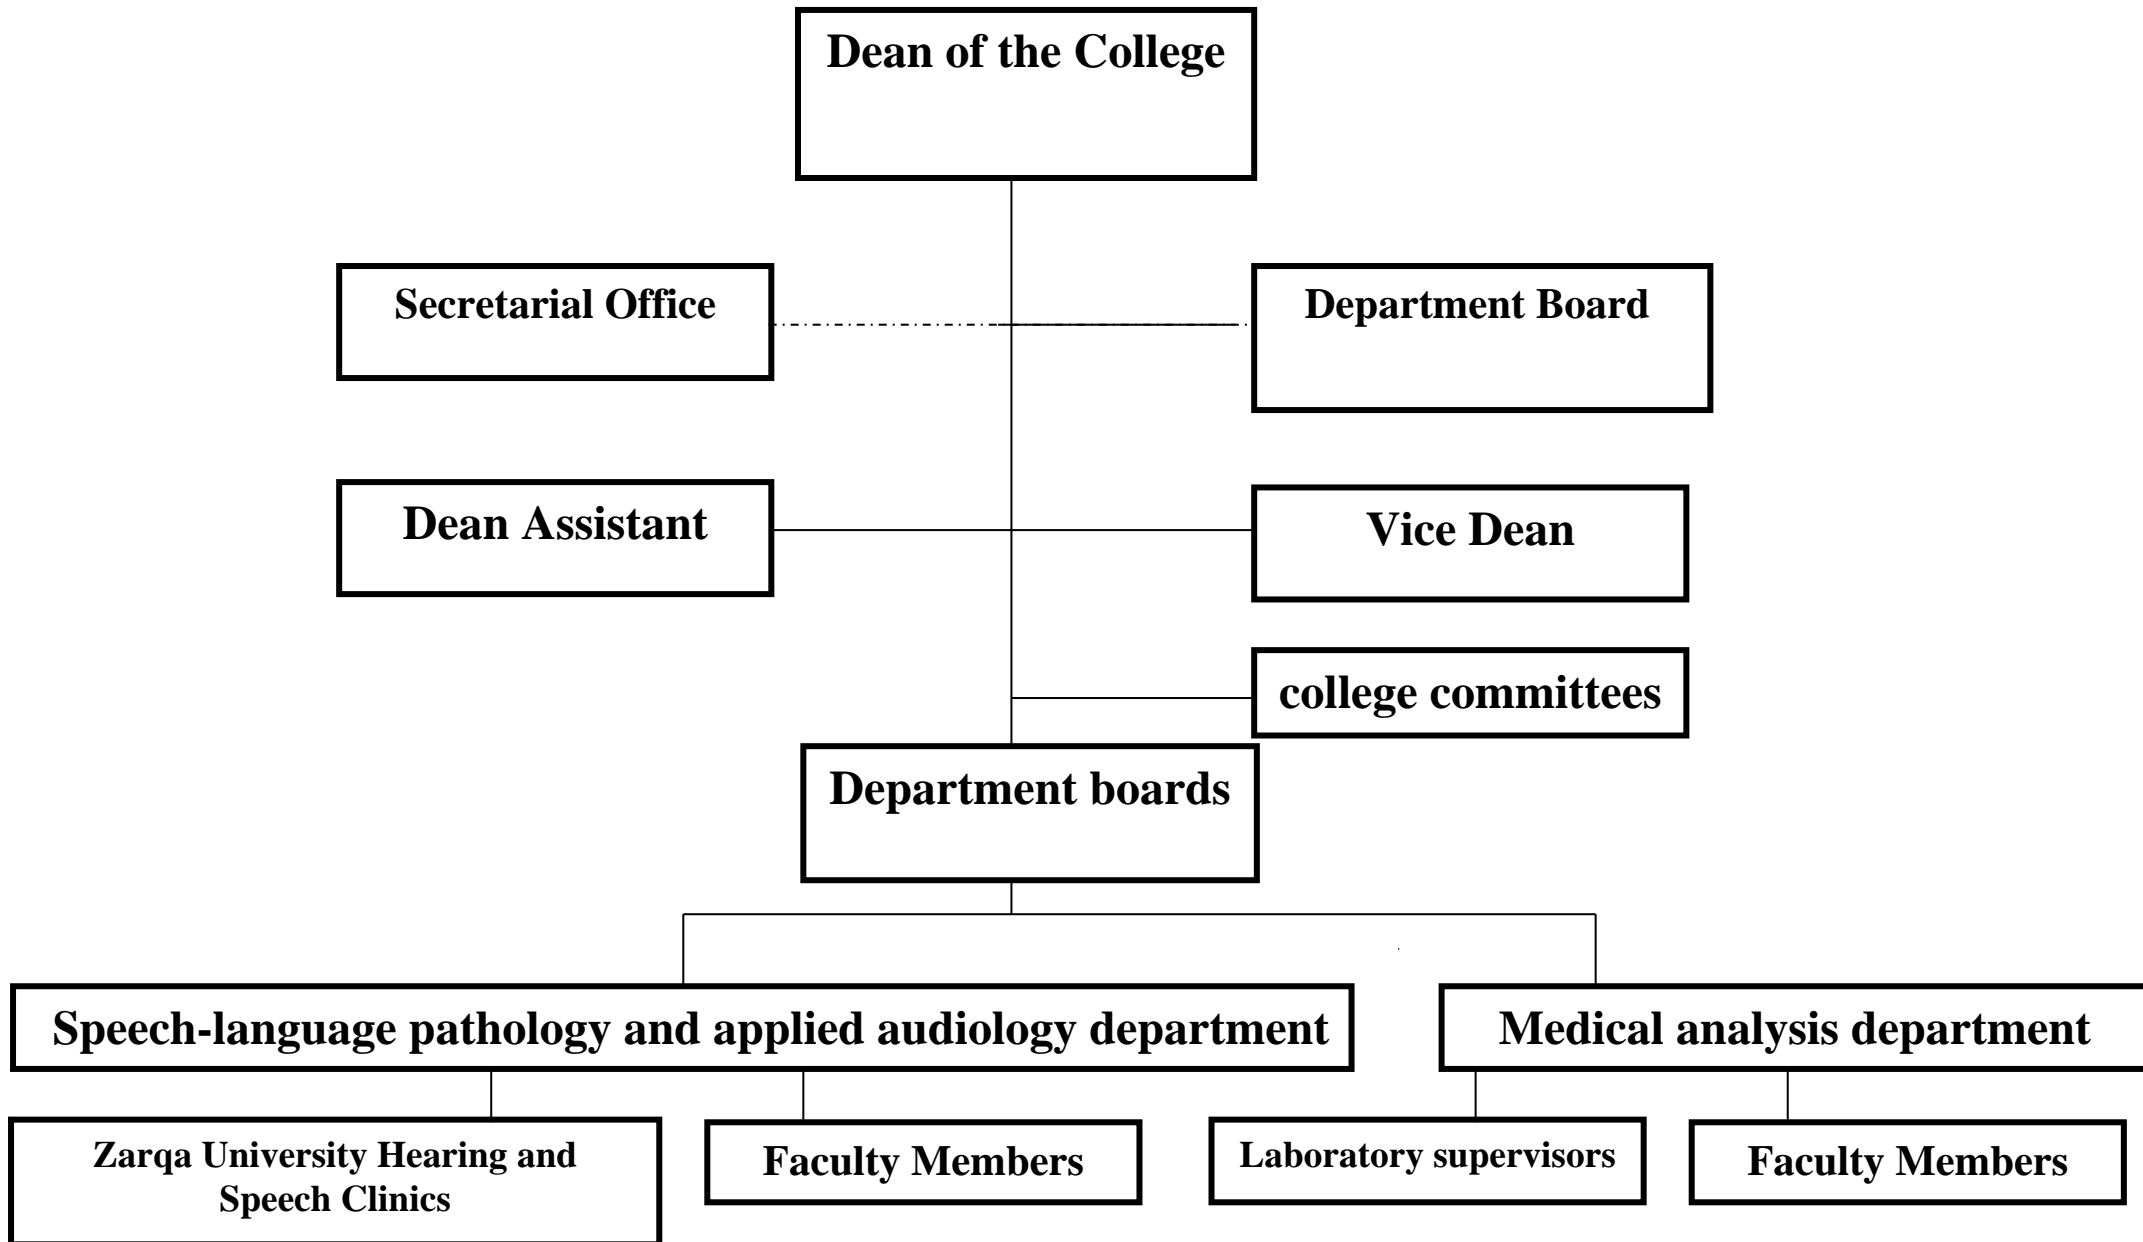 Dean of the College
Secretarial Office
Department Board
Dean Assistant
Vice Dean
college committees
Department boards
Speech-language pathology and applied audiology department
Medical analysis department
Zarqa University Hearing and
Speech Clinics
Faculty Members
Laboratory supervisors
Faculty Members